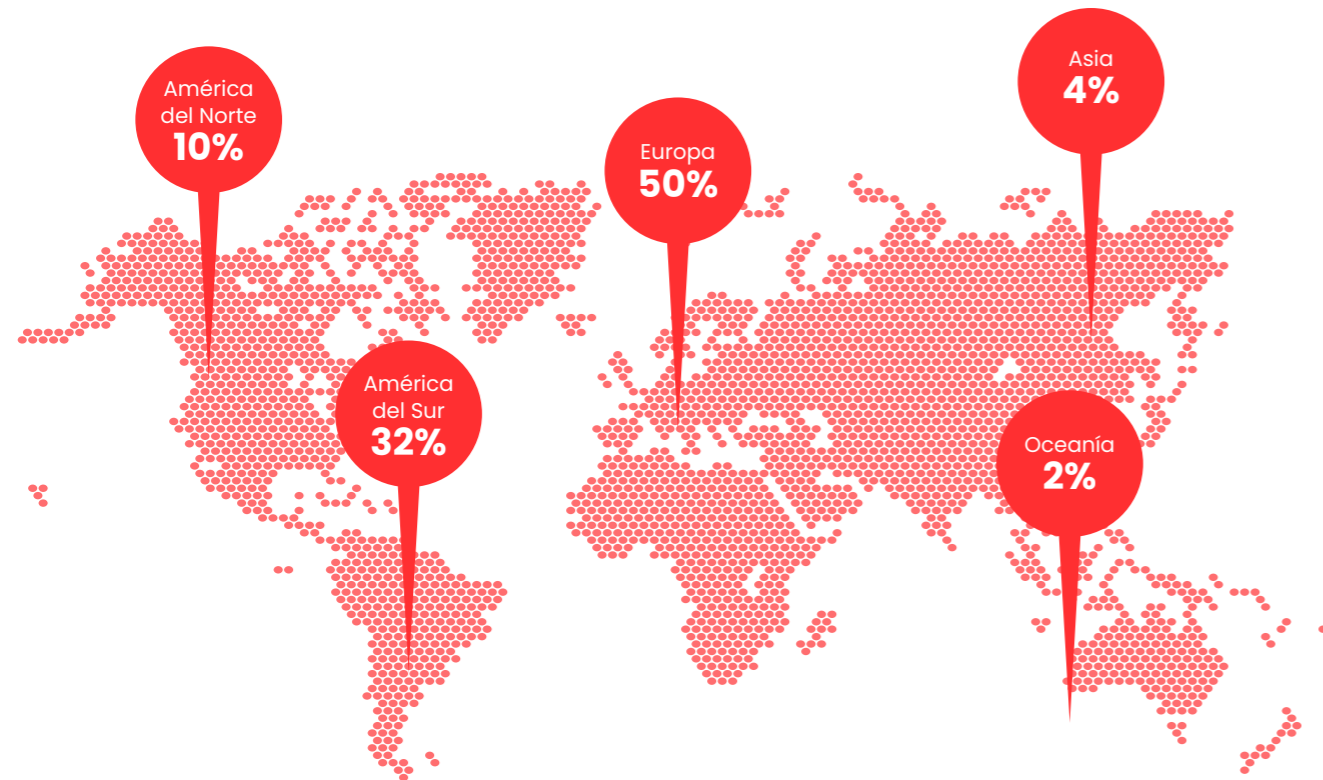 América
del Norte
10%
Asia
4%
Europa
50%
América
del Sur
32%
Oceanía
2%